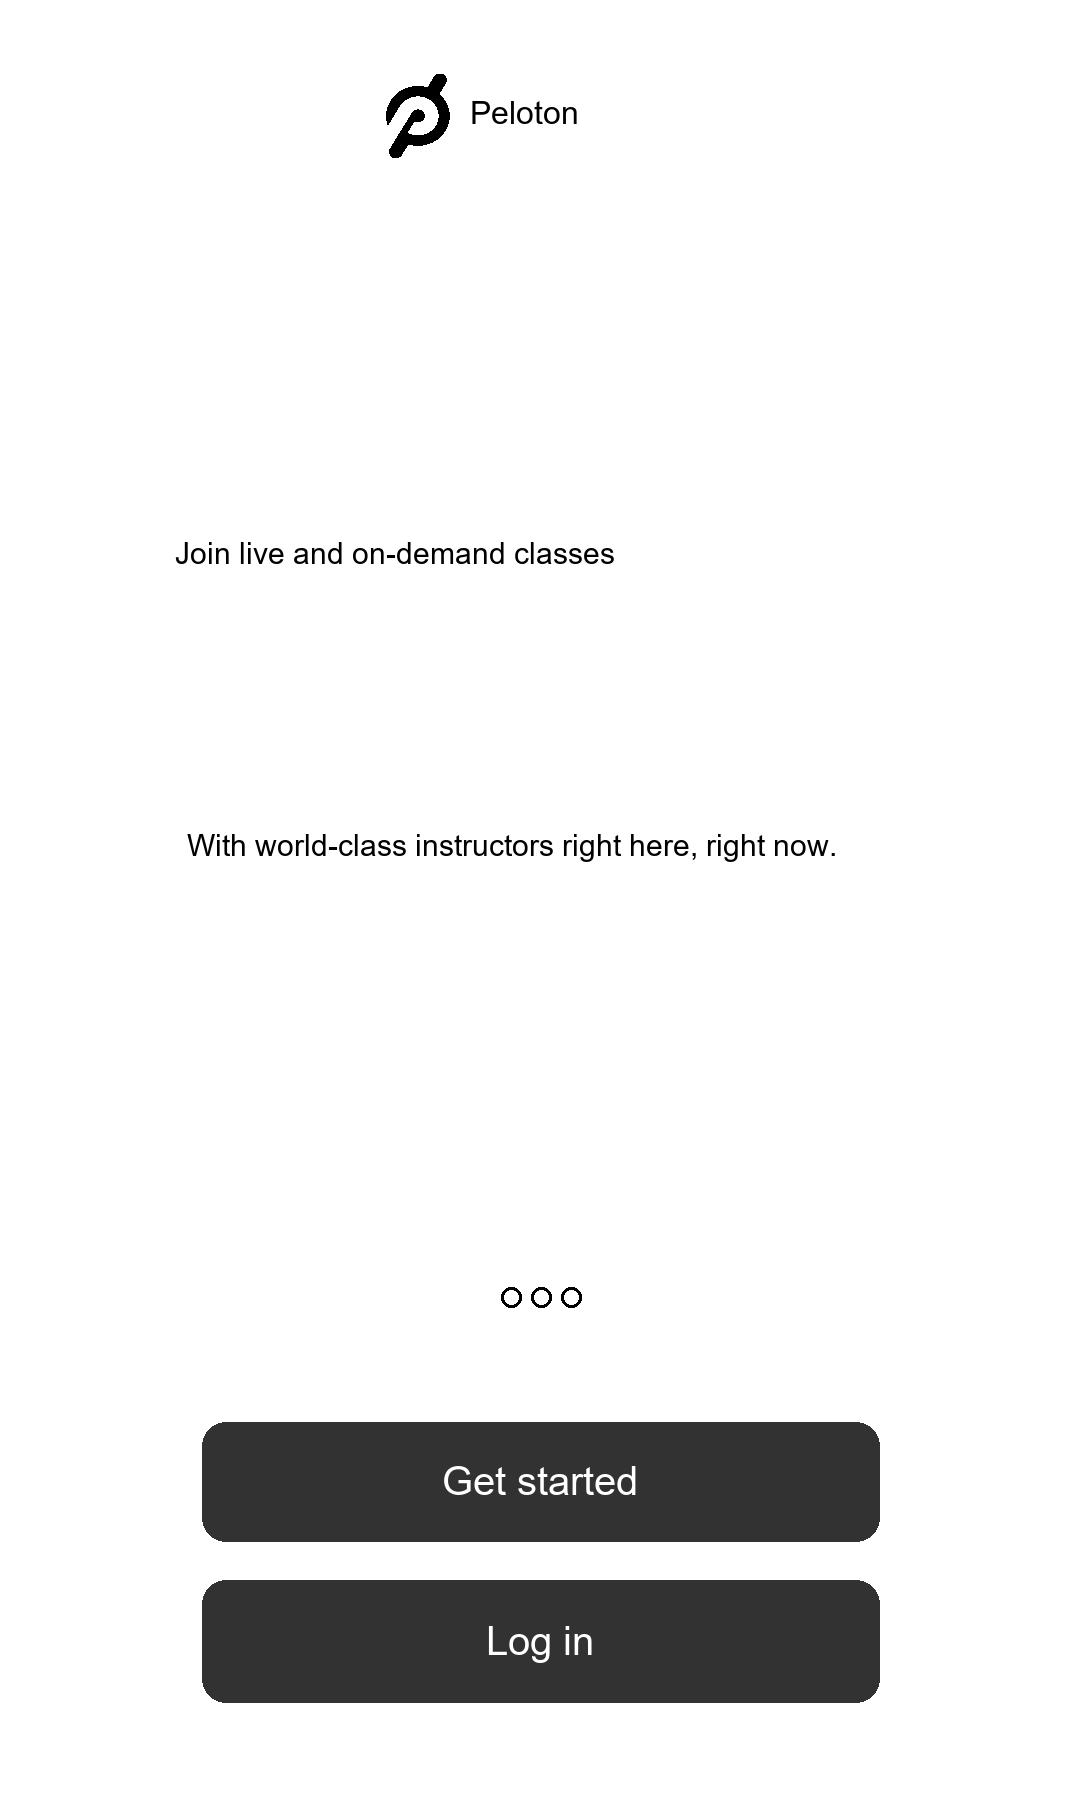 Peloton
Join live and on-demand classes
With world-class instructors right here, right now.
Get started
Log in